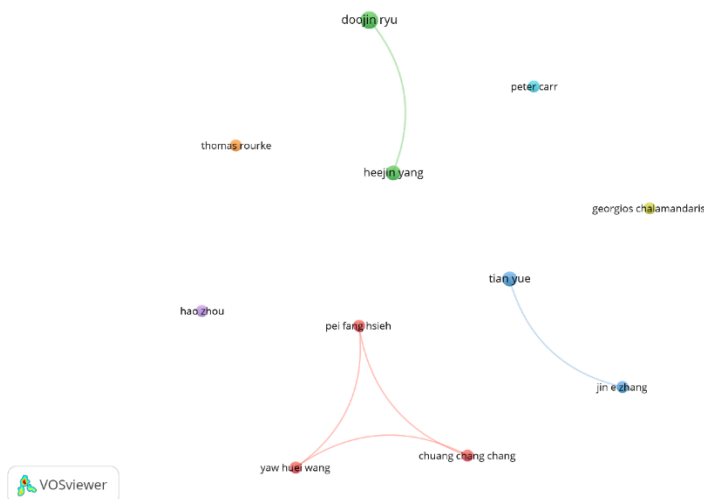 doojin ryu
peter carr
thomas rourke
heejin yang
georgios chalamandaris
tian yue
hao zhou
pei fang hsieh
jin e zhang
chuang chang chang
yaw huei wang
VOSviewer